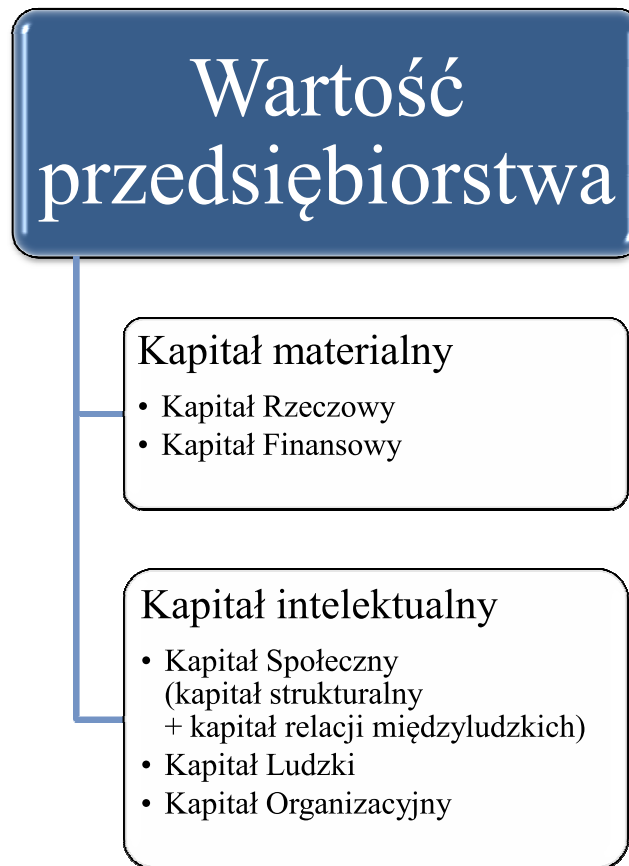 Wartość
przedsiębiorstwa
Kapitał materialny
• Kapitał Rzeczowy
• Kapitał Finansowy
Kapitał intelektualny
• Kapitał Społeczny
(kapitał strukturalny
+ kapitał relacji międzyludzkich)
• Kapitał Ludzki
• Kapitał Organizacyjny